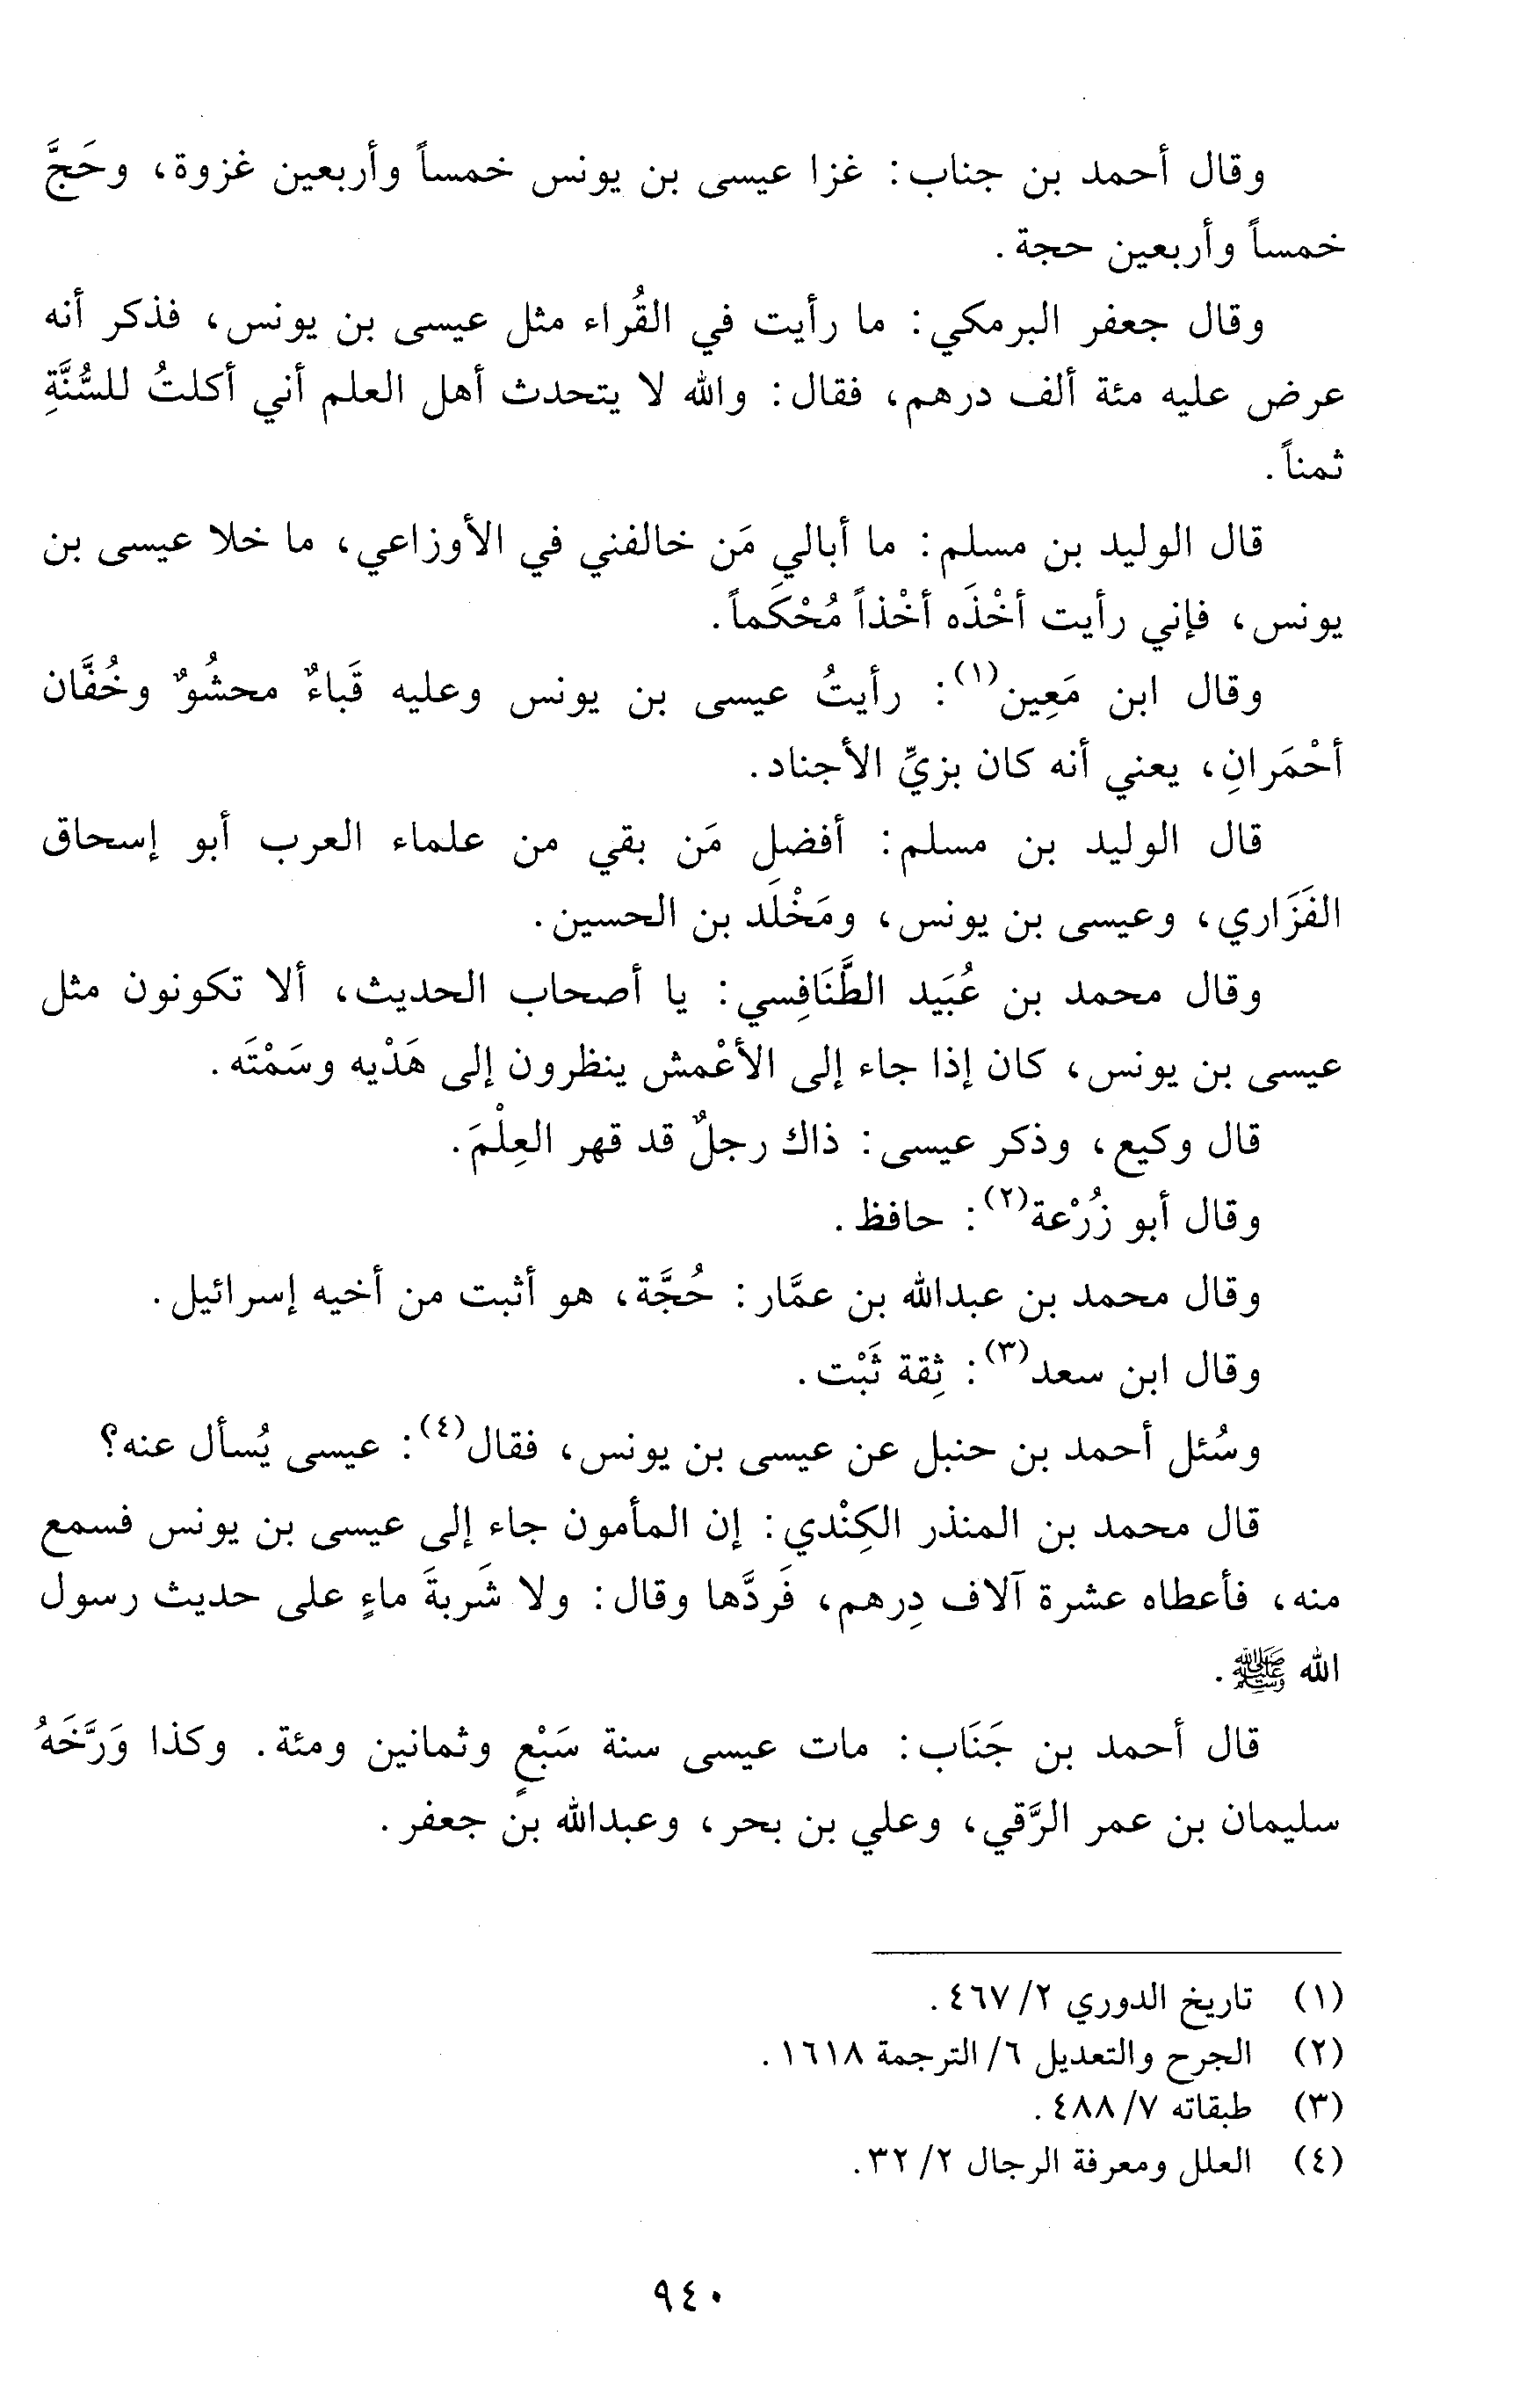 وقال أحمد بن جناب: غزا عيسى بن يونس خمساً وأربعين غزوة، وحَجَّ
خمساً وأربعين حجة.
وقال جعفر البرمكي: ما رأيت في القُراء مثل عيسى بن يونس، فذكر أنه
عرض عليه مئة ألف درهم، فقال: والله لا يتحدث أهل العلم أني أكلتُ للسُّنَّةِ
ثمناً.
قال الوليد بن مسلم: ما أبالي مَن خالفني في الأوزاعي، ما خلا عيسى بن
يونس، فإني رأيت أخْذَه أخْذاً مُحْكَماً.
وقال ابن مَعِين(١): رأيتُ عيسى بن يونس وعليه قَباءٌ محشُوٌ وخُفَّان
أحْمَرانِ، يعني أنه كان بزيِّ الأجناد.
قال الوليد بن مسلم: أفضل مَن بقي من علماء العرب أبو إسحاق
الفَزَاري، وعيسى بن يونس، ومَخْلَد بن الحسين.
وقال محمد بن عُبَيد الطَّنَافِسي: يا أصحاب الحديث، ألا تكونون مثل
عيسى بن يونس، كان إذا جاء إلى الأعْمش ينظرون إلى هَدْيه وسَمْتَه.
قال وكيع، وذكر عيسى: ذاك رجلٌ قد قهر العِلْمَ.
وقال أبو زُرْعة(٢): حافظ.
وقال محمد بن عبدالله بن عمَّار: حُجَّة، هو أثبت من أخيه إسرائيل.
وقال ابن سعد(٣): ثِقة ثَبْت.
وسُئل أحمد بن حنبل عن عيسى بن يونس، فقال(٤): عيسى يُسأل عنه؟
قال محمد بن المنذر الكِنْدي: إن المأمون جاء إلى عيسى بن يونس فسمع
منه، فأعطاه عشرة آلاف دِرهم، فَردَّها وقال: ولا شَربةَ ماءٍ على حديث رسول
الله ﷺ.
قال أحمد بن جَنَاب: مات عيسى سنة سَبْعٍ وثمانين ومئة. وكذا وَرَّخَهُ
سليمان بن عمر الرَّقي، وعلي بن بحر، وعبدالله بن جعفر.
(١) تاريخ الدوري ٢/ ٤٦٧.
(٢) الجرح والتعديل ٦/ الترجمة ١٦١٨.
(٣) طبقاته ٧/ ٤٨٨.
(٤) العلل ومعرفة الرجال ٢/ ٣٢.
٩٤٠